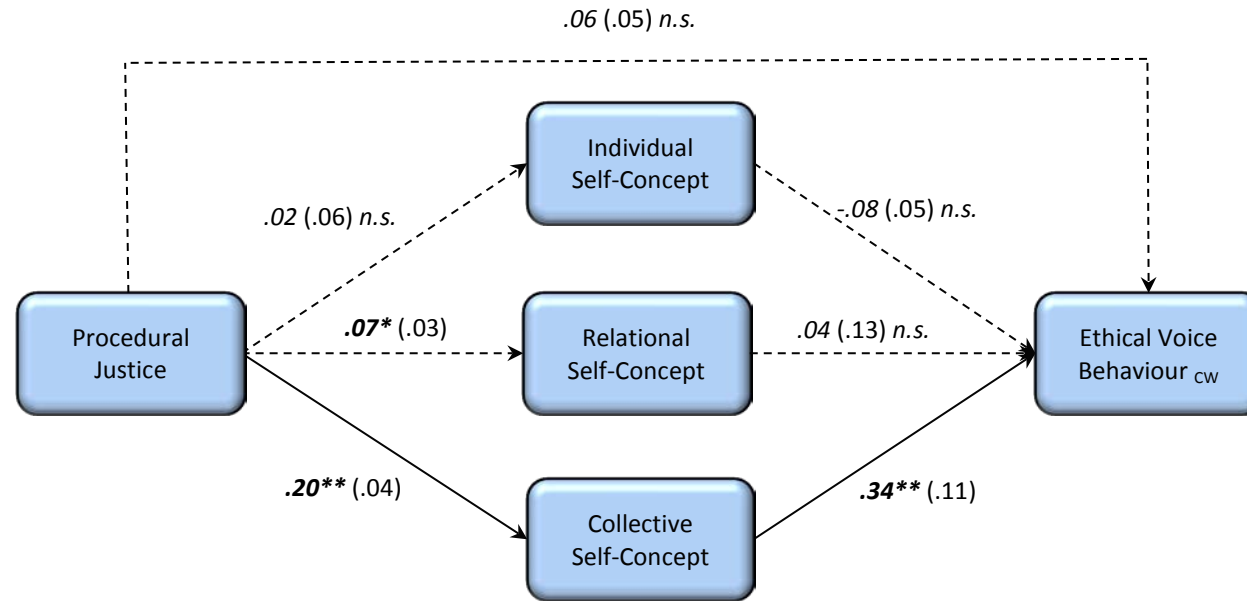 .06 (.05) n.s.
Individual
Self-Concept
.02 (.06) n.s.
-.08 (.05) n.s.
Procedural
Justice
.07* (.03)
Relational
Self-Concept
.04 (.13) n.s.
Ethical Voice
Behaviour CW
.20** (.04)
.34** (.11)
Collective
Self-Concept